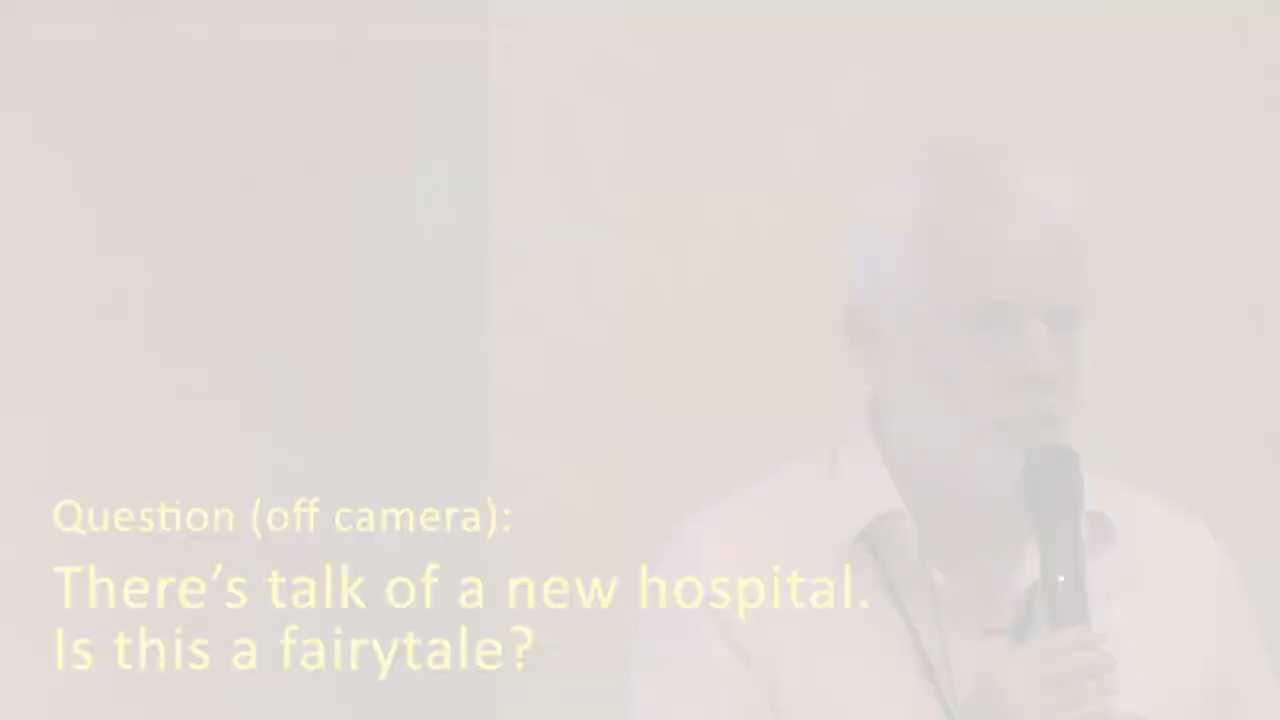 Question (off camera):
There’s talk of a new hospital.
Is this a fairytale?